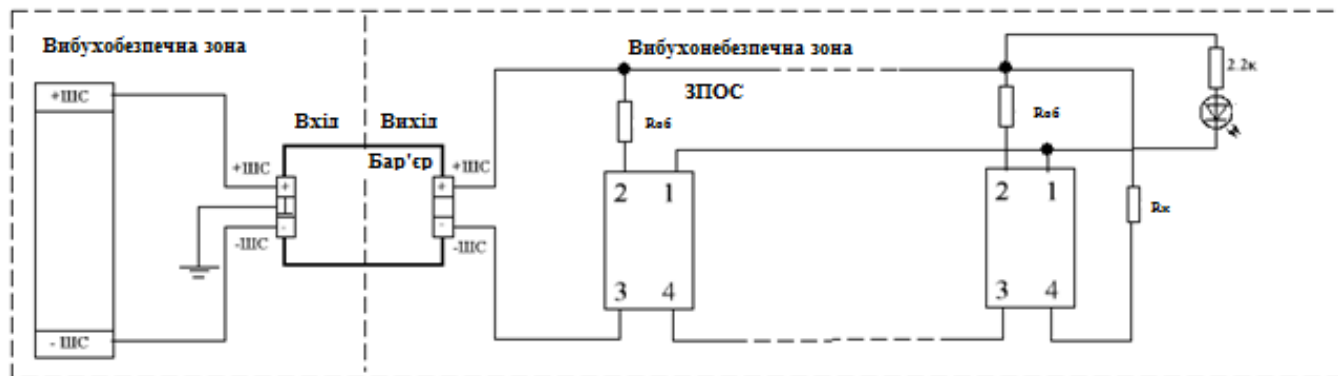 Вибухобезпечна зона
Вибухонебезпечна зона
2.2к
+ШС
ЗПОС
Вхід
Вихід
Rоб
Rоб
Бар'єр
+ШС
+ШС
+
+
2 1
2 1
Rк
-
-
-ШС
-ШС
3 4
3 4
- ШС